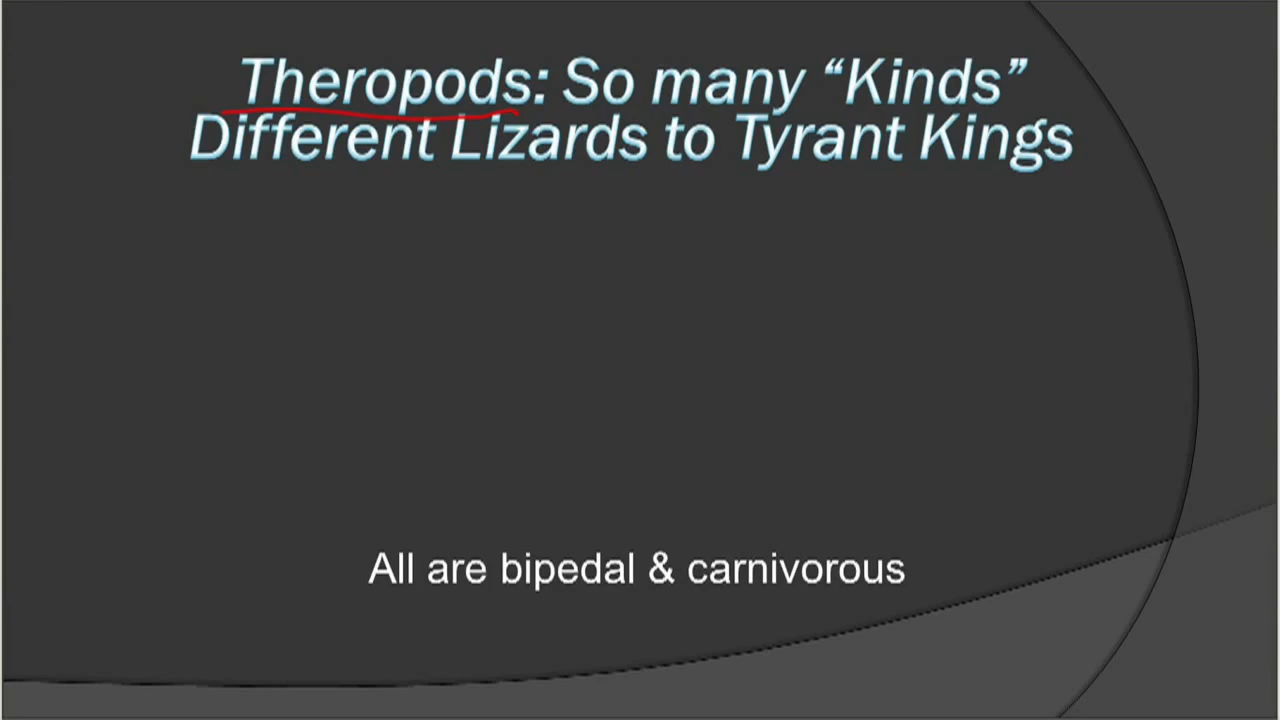 Theropods: So many “Kinds”
Different Lizards to Tyrant Kings
All are bipedal & carnivorous